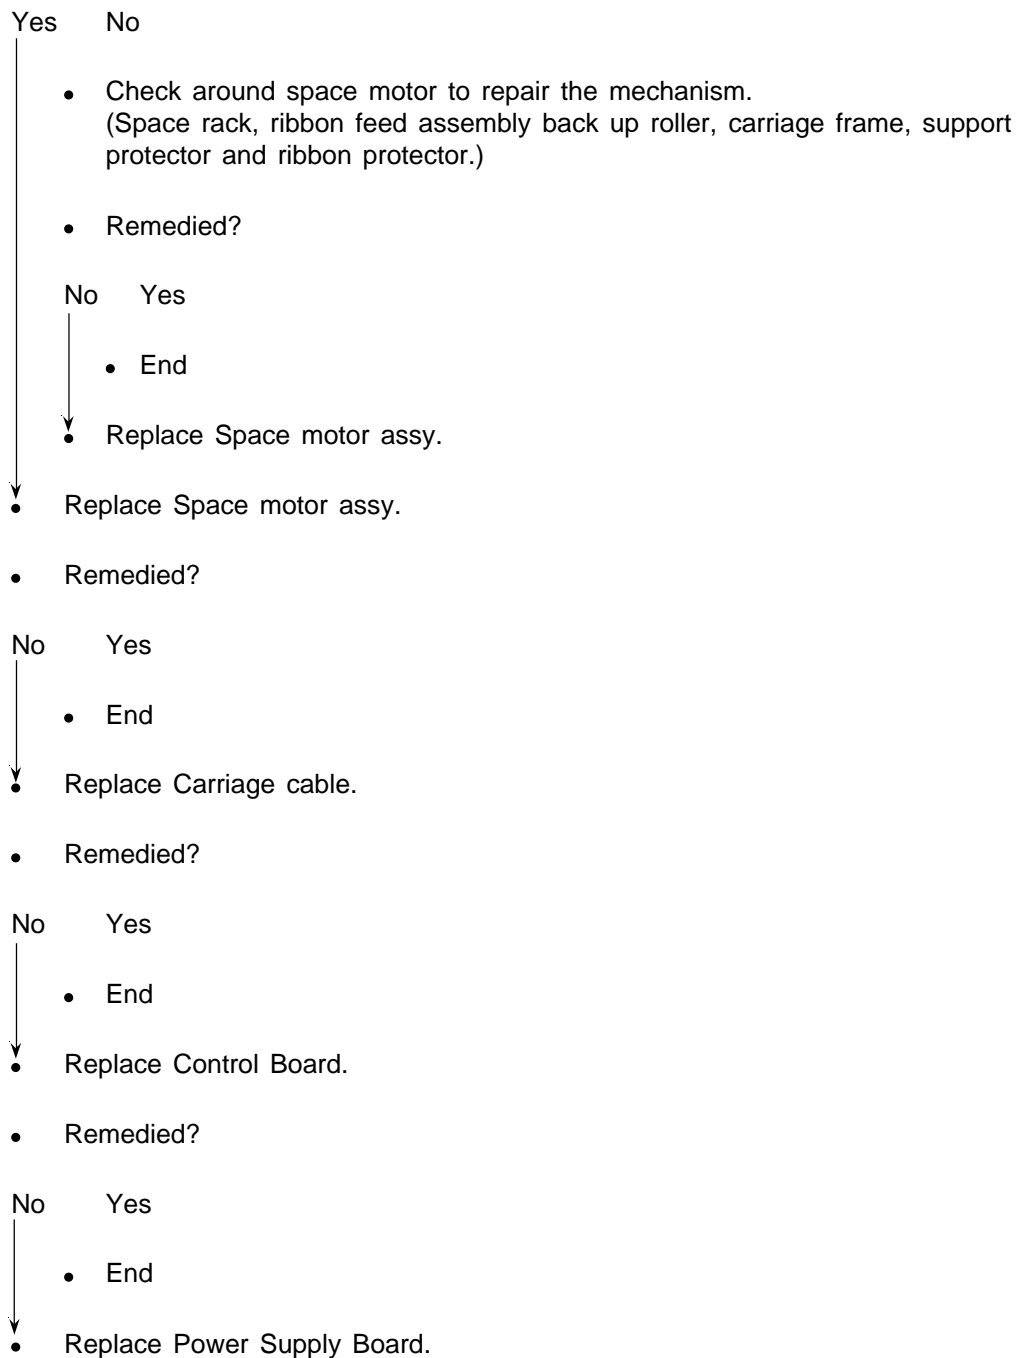 Yes No
• Check around space motor to repair the mechanism.
(Space rack, ribbon feed assembly back up roller, carriage frame, support
protector and ribbon protector.)
• Remedied?
No Yes
• End
• Replace Space motor assy.
• Replace Space motor assy.
• Remedied?
No Yes
• End
• Replace Carriage cable.
• Remedied?
No Yes
• End
• Replace Control Board.
• Remedied?
No Yes
• End
• Replace Power Supply Board.